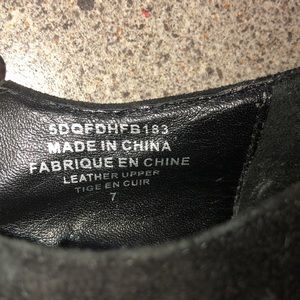 5DQFDHFB183
MADE IN CHINA
FABRIQUE EN CHINE
LEATHER UPPER
TIGE EN CUIR
7